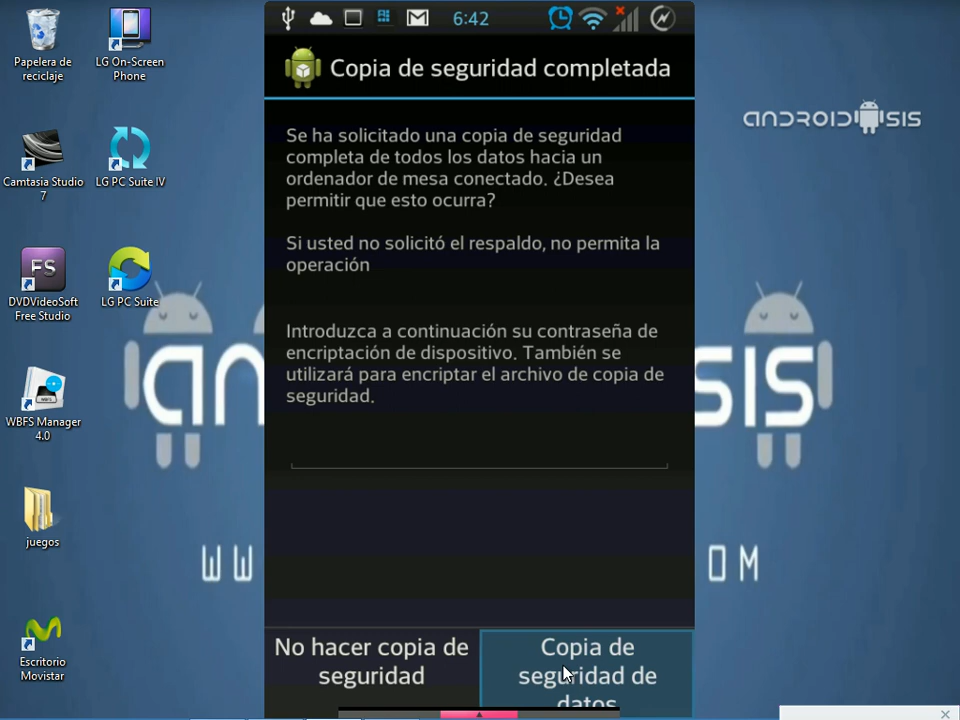 Papelera de
reciclaje
LG On-Screen
Phone
Camtasia Studio
7
LG PC Suite IV
FS
DVDVideoSoft
Free Studio
LG PC Suite
WBFS Manager
4.0
juegos
Escritorio
Movistar
6:42
Copia de seguridad completada
Se ha solicitado una copia de seguridad
completa de todos los datos hacia un
ordenador de mesa conectado. ¿Desea
permitir que esto ocurra?
Si usted no solicitó el respaldo, no permita la
operación
Introduzca a continuación su contraseña de
encriptación de dispositivo. También se
utilizará para encriptar el archivo de copia de
seguridad.
No hacer copia de
seguridad
Copia de
seguridad de
datos
ANDROIDSIS